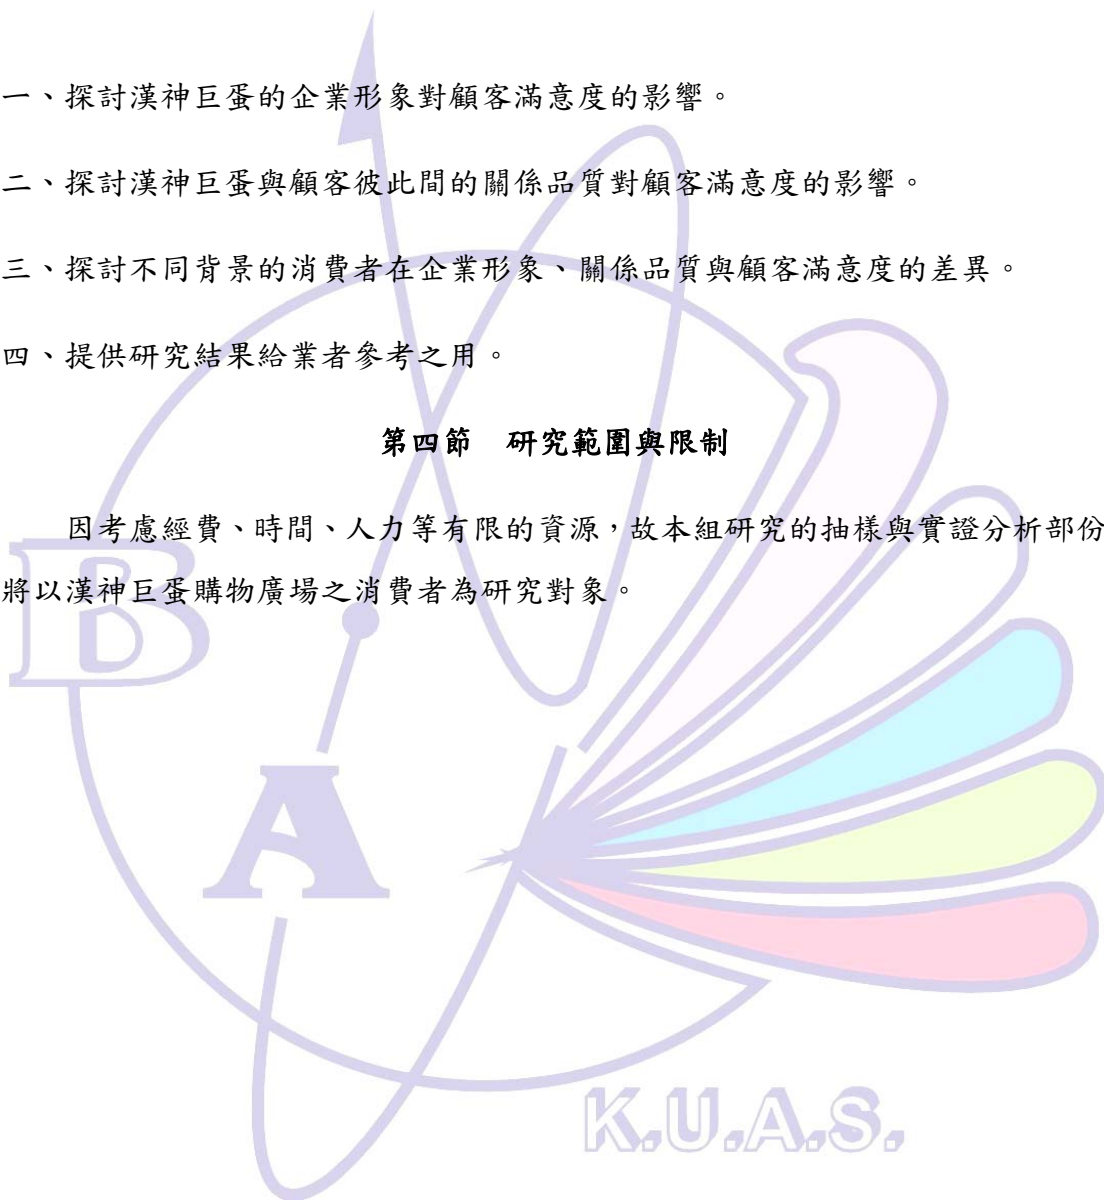 一、探討漢神巨蛋的企業形象對顧客滿意度的影響。
二、探討漢神巨蛋與顧客彼此間的關係品質對顧客滿意度的影響。
三、探討不同背景的消費者在企業形象、關係品質與顧客滿意度的差異。
四、提供研究結果給業者參考之用。
第四節　研究範圍與限制
因考慮經費、時間、人力等有限的資源，故本組研究的抽樣與實證分析部份
將以漢神巨蛋購物廣場之消費者為研究對象。
B
A
K.U.A.S.